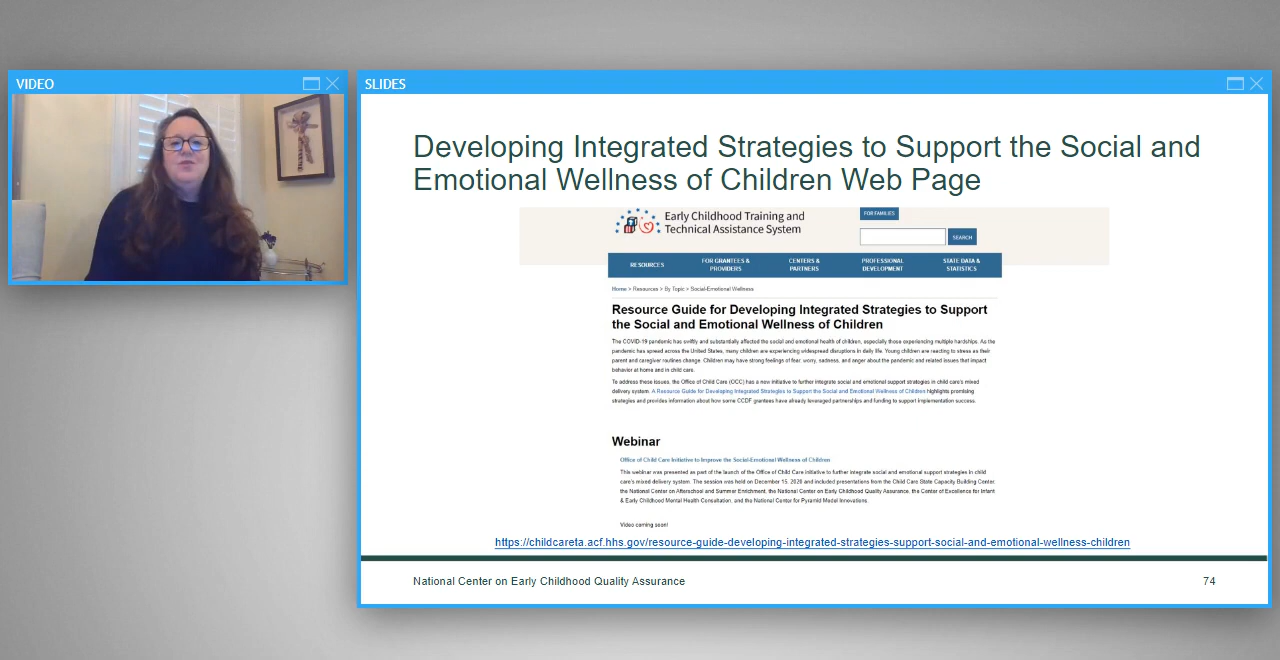 VIDEO
SLIDES
Developing Integrated Strategies to Support the Social and
Emotional Wellness of Children Web Page
Early Childhood Training and
Technical Assistance System
FOR FAMILIES
SEARCH
RESOURCES
FOR GRANTEES &
PROVIDERS
CENTERS &
PARTNERS
PROFESSIONAL
DEVELOPMENT
STATE DATA &
STATISTICS
Home > Resources > By Topic > Social-Emotional Wellness
Resource Guide for Developing Integrated Strategies to Support
the Social and Emotional Wellness of Children
The COVID-19 pandemic has swiftly and substantially affected the social and emotional health of children, especially those experiencing multiple hardships. As the
pandemic has spread across the United States, many children are experiencing widespread disruptions in daily life. Young children are reacting to stress as their
parent and caregiver routines change. Children may have strong feelings of fear, worry, sadness, and anger about the pandemic and related issues that impact
behavior at home and in child care.
To address these issues, the Office of Child Care (OCC) has a new initiative to further integrate social and emotional support strategies in child care's mixed
delivery system. A Resource Guide for Developing Integrated Strategies to Support the Social and Emotional Wellness of Children highlights promising
strategies and provides information about how some CCDF grantees have already leveraged partnerships and funding to support implementation success.
Webinar
Office of Child Care Initiative to Improve the Social-Emotional Wellness of Children
This webinar was presented as part of the launch of the Office of Child Care initiative to further integrate social and emotional support strategies in child
care's mixed delivery system. The session was held on December 15, 2020 and included presentations from the Child Care State Capacity Building Center,
the National Center on Afterschool and Summer Enrichment, the National Center on Early Childhood Quality Assurance, the Center of Excellence for Infant
& Early Childhood Mental Health Consultation, and the National Center for Pyramid Model Innovations.
Video coming soon!
https://childcareta.acf.hhs.gov/resource-guide-developing-integrated-strategies-support-social-and-emotional-wellness-children
National Center on Early Childhood Quality Assurance
74